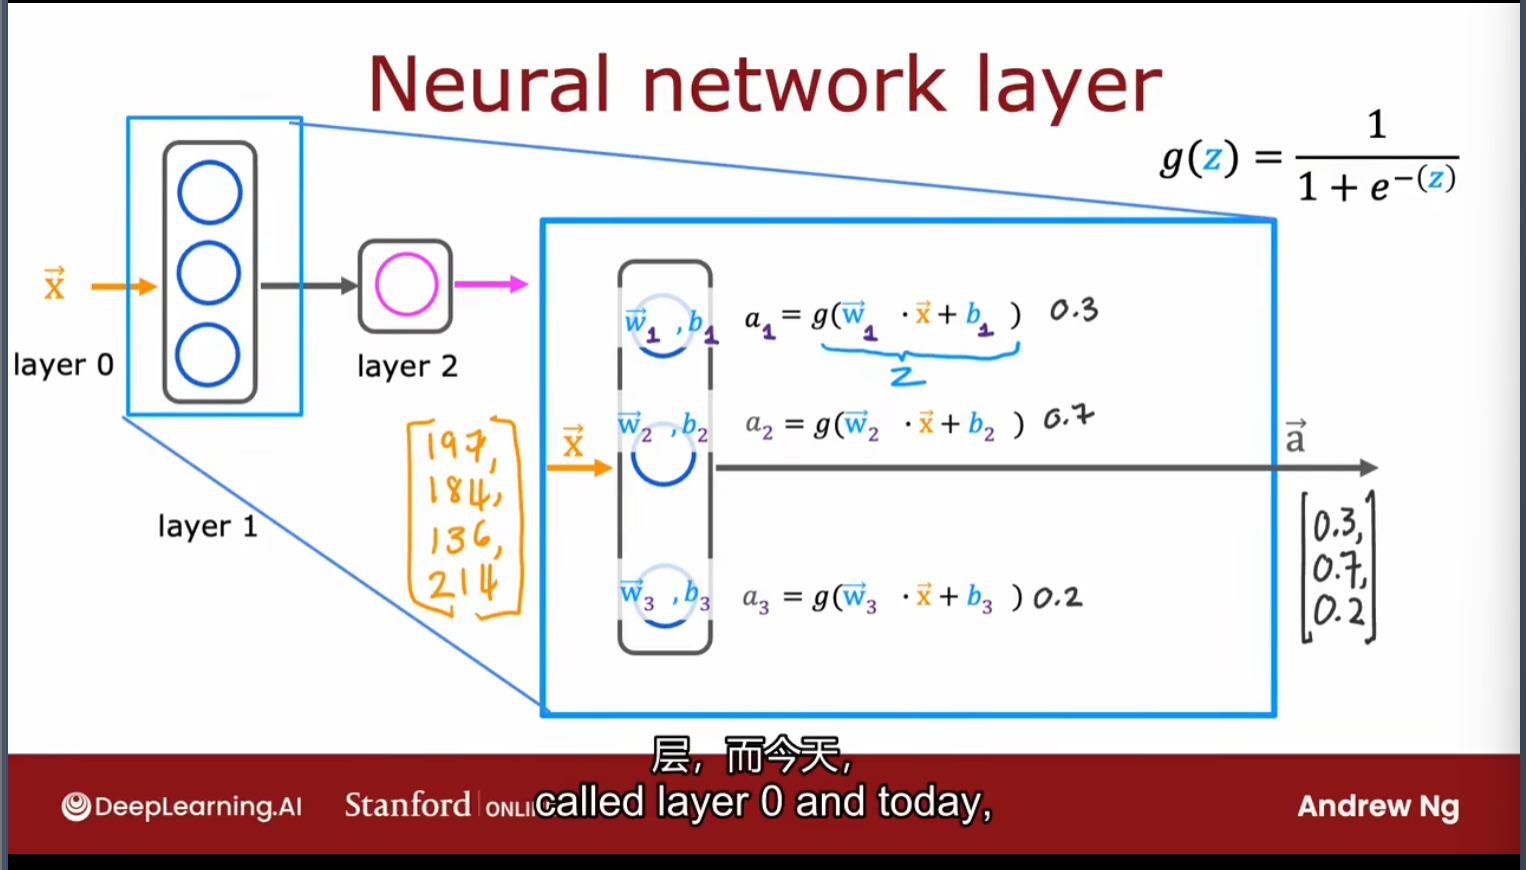 Neural network layer
g(z) = 1 / (1 + e^-(z))
x⃗
layer 0
layer 1
layer 2
[197,
184,
136,
214]
x⃗
w⃗₁ , b₁
a₁ = g(w⃗₁ · x⃗ + b₁ ) 0.3
z
w⃗₂ , b₂
a₂ = g(w⃗₂ · x⃗ + b₂ ) 0.7
w⃗₃ , b₃
a₃ = g(w⃗₃ · x⃗ + b₃ ) 0.2
a⃗
[0.3,
0.7,
0.2]
层，而今天，
called layer 0 and today,
DeepLearning.AI
Stanford ONLI
Andrew Ng